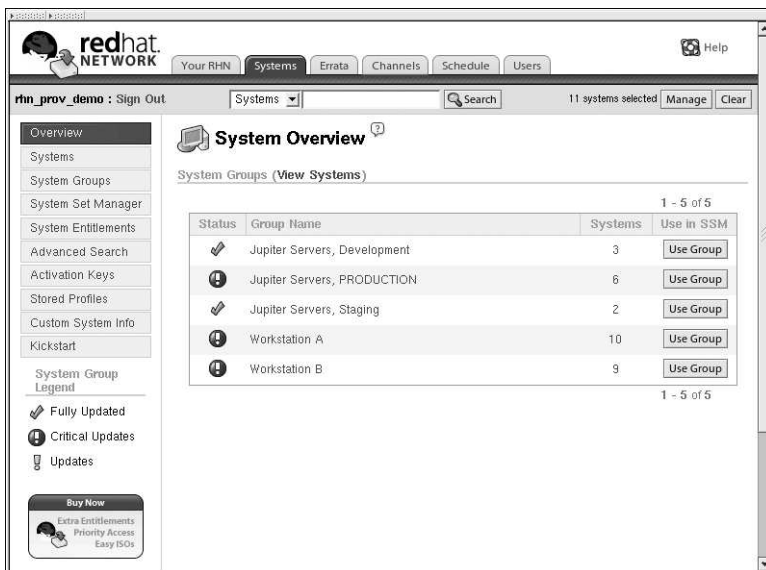 redhat.
NETWORK
Your RHN
Systems
Errata
Channels
Schedule
Users
Help
rhn_prov_demo : Sign Out
Systems
Search
11 systems selected
Manage
Clear
Overview
Systems
System Groups
System Set Manager
System Entitlements
Advanced Search
Activation Keys
Stored Profiles
Custom System Info
Kickstart
System Group
Legend
Fully Updated
Critical Updates
Updates
Buy Now
Extra Entitlements
Priority Access
Easy ISOs
System Overview ?
System Groups (View Systems)
1 - 5 of 5
Status Group Name Systems Use in SSM
Jupiter Servers, Development 3 Use Group
Jupiter Servers, PRODUCTION 6 Use Group
Jupiter Servers, Staging 2 Use Group
Workstation A 10 Use Group
Workstation B 9 Use Group
1 - 5 of 5